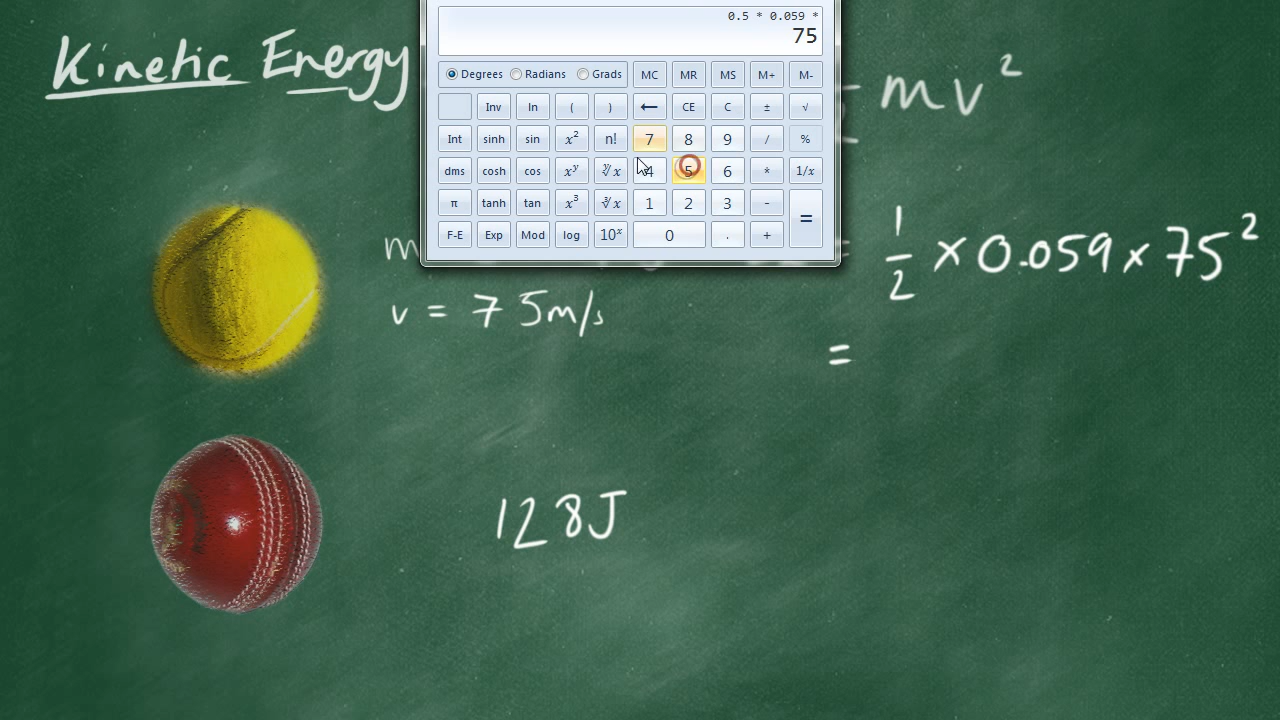 0.5 * 0.059 *
75
Degrees Radians Grads MC MR MS M+ M-
Inv ln ( ) ← CE C ± √
Int sinh sin x² n! 7 8 9 / %
dms cosh cos xʸ ʸ√x 4 5 6 * 1/x
π tanh tan x³ ³√x 1 2 3 - =
F-E Exp Mod log 10ˣ 0 . +
Kinetic Energy
mv²
m
= 1/2 × 0.059 × 75²
v = 75m/s
=
128J